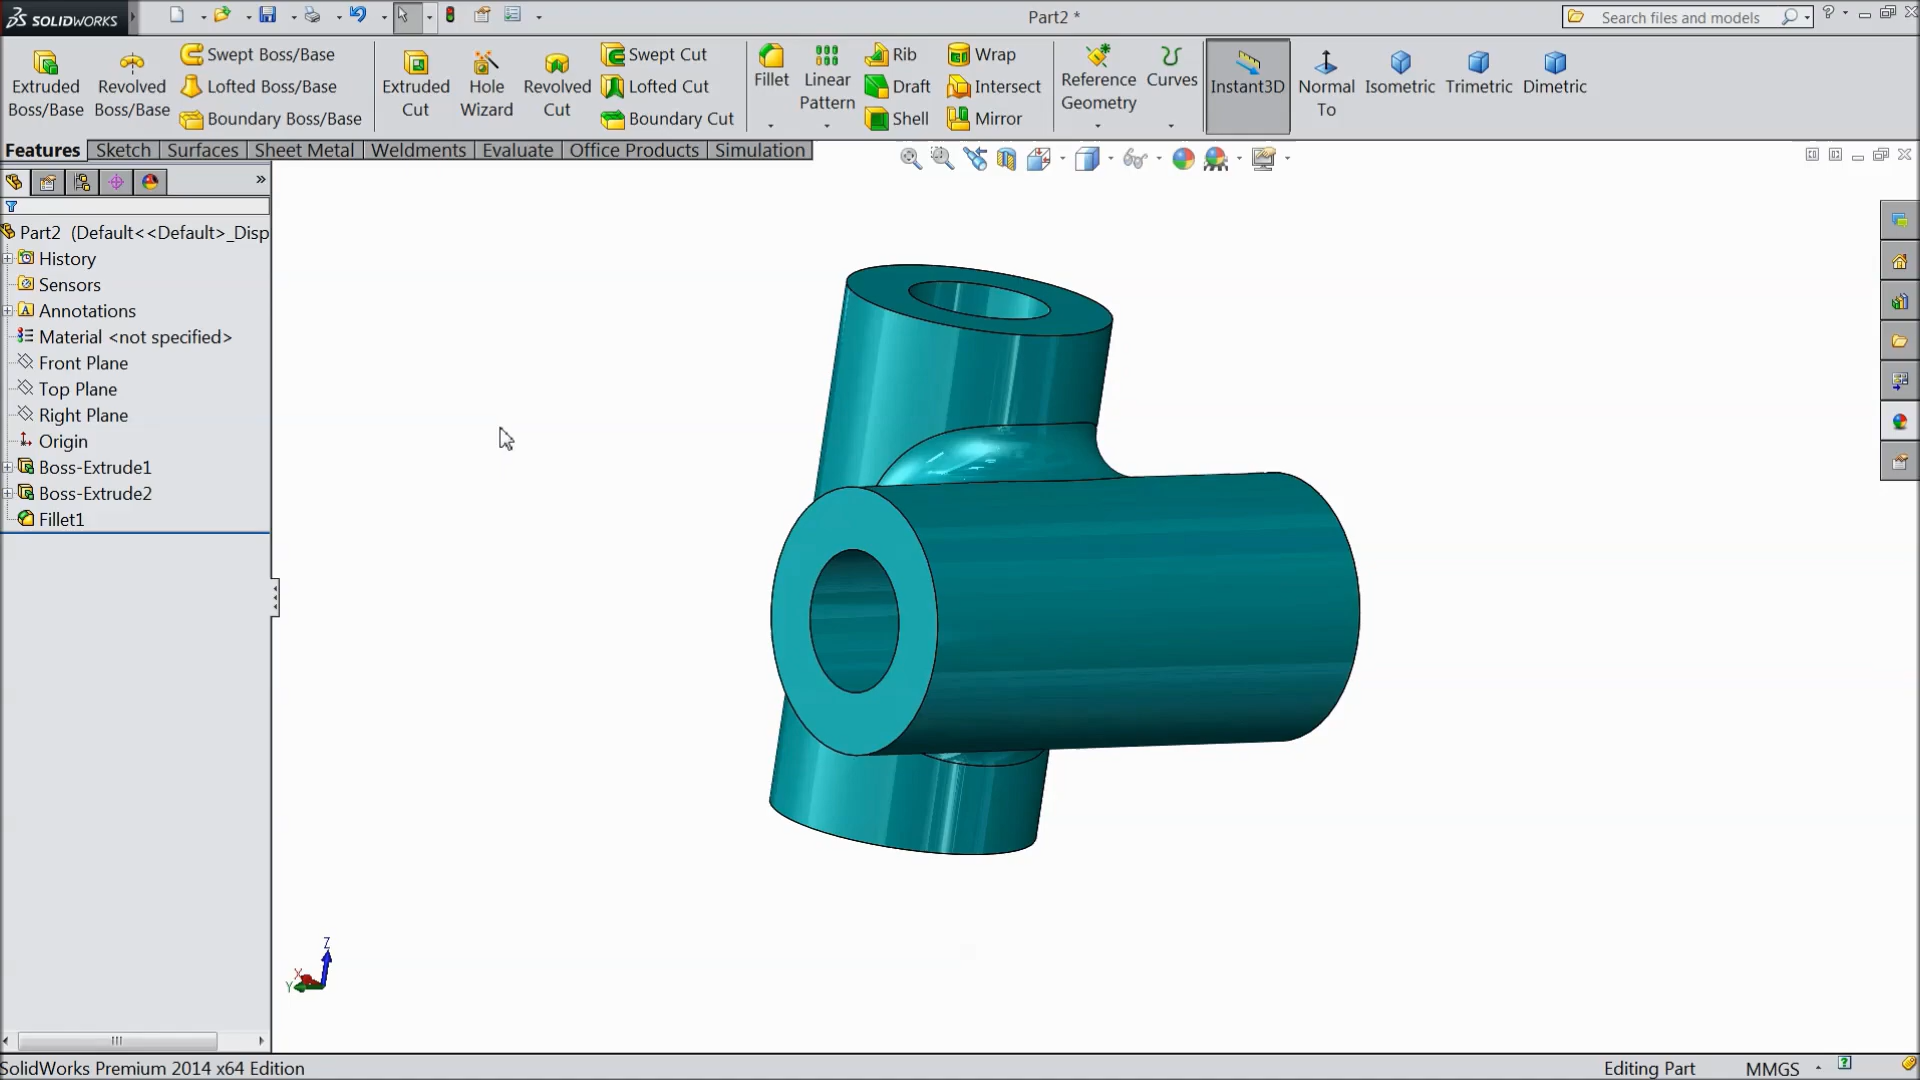 SOLIDWORKS
Part2 *
Search files and models
Extruded Boss/Base
Revolved Boss/Base
Swept Boss/Base
Lofted Boss/Base
Boundary Boss/Base
Extruded Cut
Hole Wizard
Revolved Cut
Swept Cut
Lofted Cut
Boundary Cut
Fillet
Linear Pattern
Rib
Draft
Shell
Wrap
Intersect
Mirror
Reference Geometry
Curves
Instant3D
Normal To
Isometric
Trimetric
Dimetric
Features Sketch Surfaces Sheet Metal Weldments Evaluate Office Products Simulation
Part2 (Default<<Default>_Disp
History
Sensors
Annotations
Material <not specified>
Front Plane
Top Plane
Right Plane
Origin
Boss-Extrude1
Boss-Extrude2
Fillet1
Z
X
Y
SolidWorks Premium 2014 x64 Edition
Editing Part
MMGS